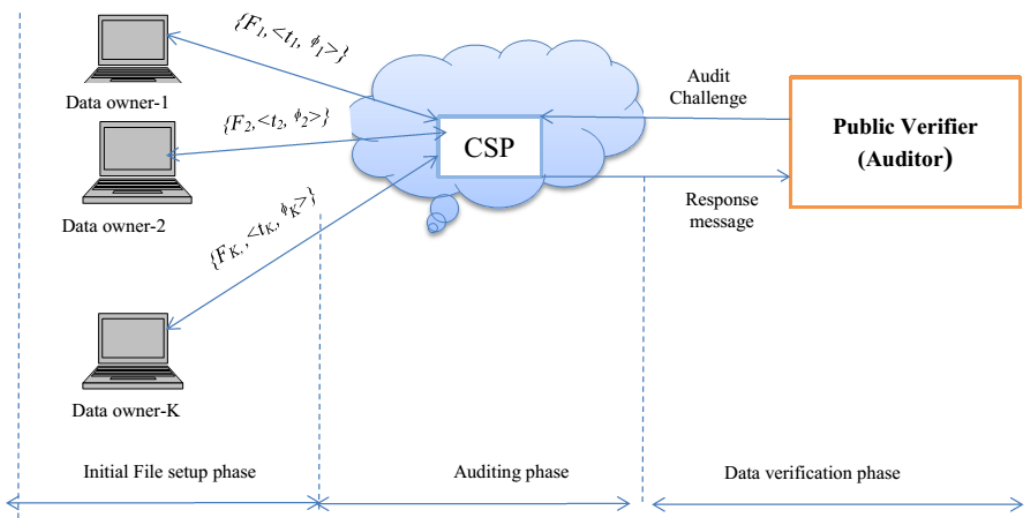 {F1, <t1, ϕ1>}
Data owner-1
{F2,<t2, ϕ2>}
Data owner-2
{FK, <tK, ϕK>}
Data owner-K
CSP
Audit
Challenge
Response
message
Public Verifier
(Auditor)
Initial File setup phase
Auditing phase
Data verification phase